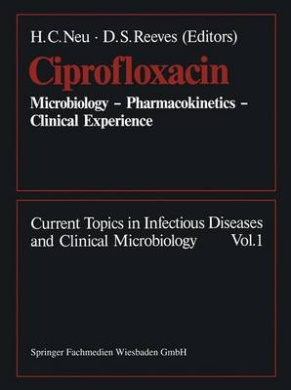 H.C. Neu · D.S. Reeves (Editors)
Ciprofloxacin
Microbiology – Pharmacokinetics –
Clinical Experience
Current Topics in Infectious Diseases
and Clinical Microbiology Vol.1
Springer Fachmedien Wiesbaden GmbH